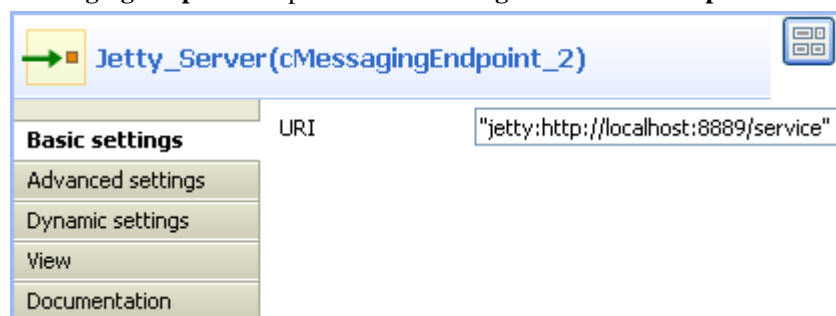 Jetty_Server(cMessagingEndpoint_2)
Basic settings
URI
"jetty:http://localhost:8889/service"
Advanced settings
Dynamic settings
View
Documentation